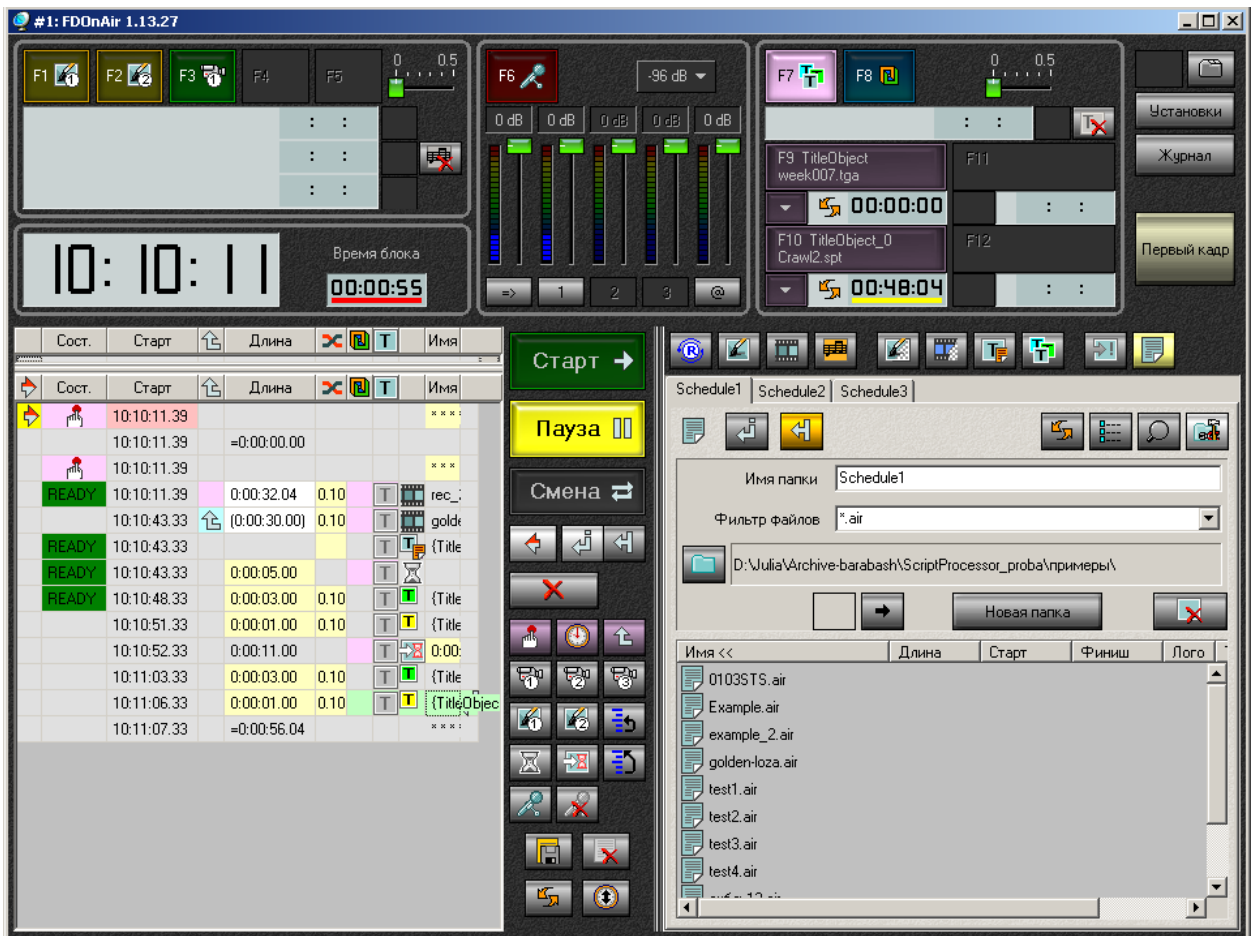 #1: FDOnAir 1.13.27
F1 1 F2 2 F3 1 F4 F5 0 0.5
F6 -96 dB
F7 F8 0 0.5
0 dB 0 dB 0 dB 0 dB 0 dB
: :
: :
: :
: :
Установки
Журнал
F9 TitleObject
week007.tga
F11
00:00:00 : :
F10 TitleObject_0
Crawl2.spt
F12
00:48:04 : :
Первый кадр
10:10:11
Время блока
00:00:55
=> 1 2 3 @
Сост. Старт Длина T Имя
Сост. Старт Длина T Имя
10:10:11.39 ***
10:10:11.39 =0:00:00.00
10:10:11.39 ***
READY 10:10:11.39 0:00:32.04 0.10 T rec_
10:10:43.33 (0:00:30.00) 0.10 T golde
READY 10:10:43.33 T {Title
READY 10:10:43.33 0:00:05.00 T
READY 10:10:48.33 0:00:03.00 0.10 T T {Title
10:10:51.33 0:00:01.00 0.10 T T {Title
10:10:52.33 0:00:11.00 T 0:00:
10:11:03.33 0:00:03.00 0.10 T T {Title
10:11:06.33 0:00:01.00 0.10 T T {TitleObjec
10:11:07.33 =0:00:56.04 ***
Старт
Пауза
Смена
1 2 3
1 2
R
Schedule1 Schedule2 Schedule3
edit
Имя папки Schedule1
Фильтр файлов *.air
D:\Julia\Archive-barabash\ScriptProcessor_proba\примеры\
Новая папка
Имя << Длина Старт Финиш Лого
0103STS.air
Example.air
example_2.air
golden-loza.air
test1.air
test2.air
test3.air
test4.air